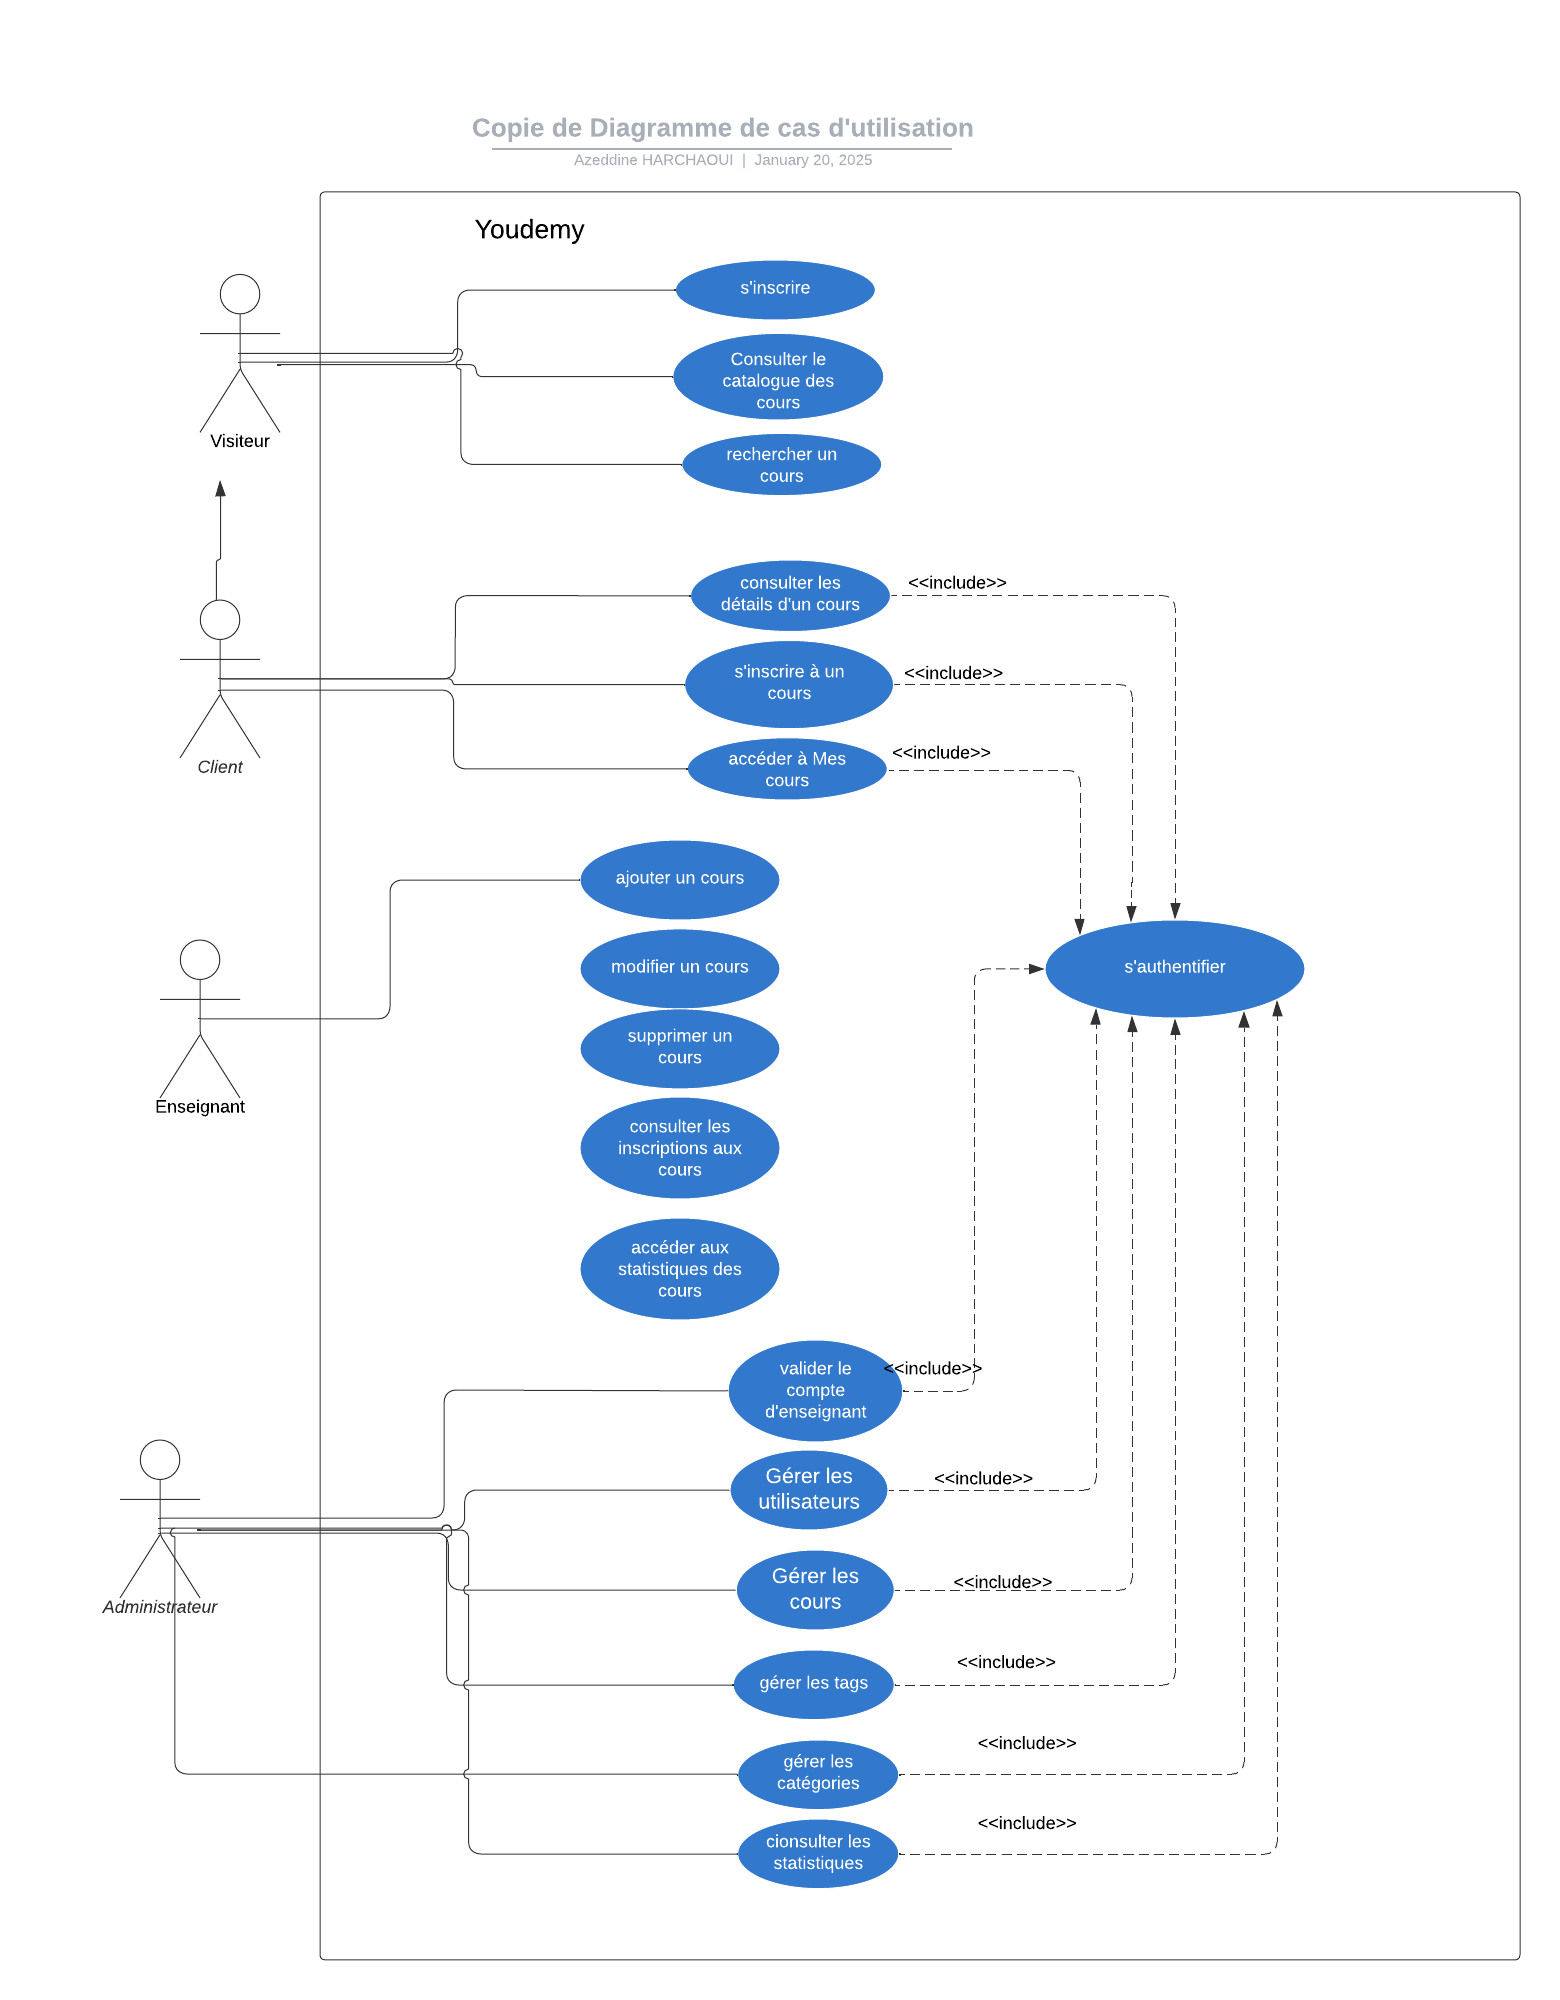 Copie de Diagramme de cas d'utilisation
Azeddine HARCHAOUI | January 20, 2025
Youdemy
s'inscrire
Consulter le
catalogue des
cours
Visiteur
rechercher un
cours
consulter les
détails d'un cours
<<include>>
s'inscrire à un
cours
<<include>>
Client
accéder à Mes
cours
<<include>>
ajouter un cours
modifier un cours
s'authentifier
supprimer un
cours
Enseignant
consulter les
inscriptions aux
cours
accéder aux
statistiques des
cours
valider le
compte
d'enseignant
<<include>>
Gérer les
utilisateurs
<<include>>
Gérer les
cours
<<include>>
Administrateur
gérer les tags
<<include>>
gérer les
catégories
<<include>>
cionsulter les
statistiques
<<include>>